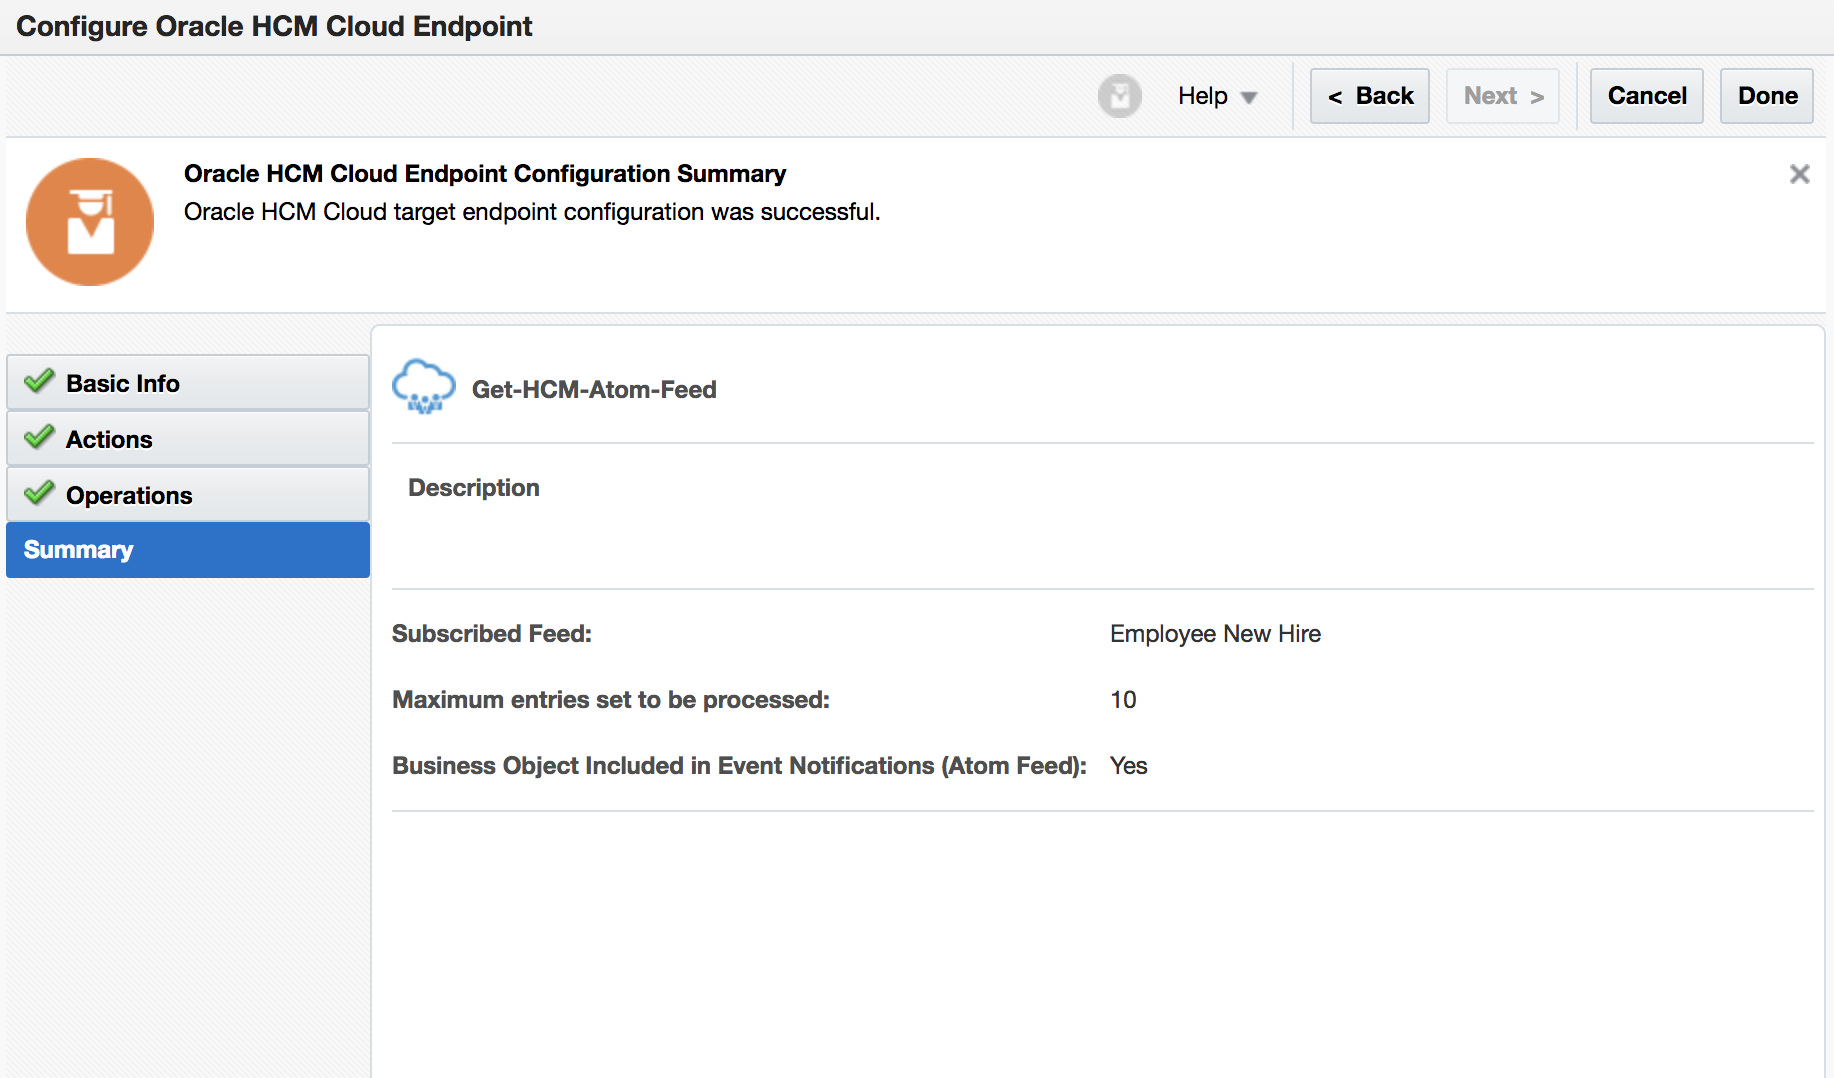 Configure Oracle HCM Cloud Endpoint
Help
< Back
Next >
Cancel
Done
Oracle HCM Cloud Endpoint Configuration Summary
Oracle HCM Cloud target endpoint configuration was successful.
Basic Info
Actions
Operations
Summary
Get-HCM-Atom-Feed
Description
Subscribed Feed: Employee New Hire
Maximum entries set to be processed: 10
Business Object Included in Event Notifications (Atom Feed): Yes